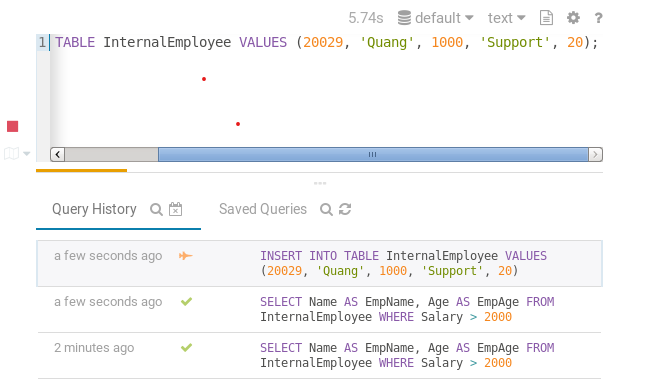 5.74s default text ?
1 TABLE InternalEmployee VALUES (20029, 'Quang', 1000, 'Support', 20);
Query History Saved Queries
a few seconds ago INSERT INTO TABLE InternalEmployee VALUES
(20029, 'Quang', 1000, 'Support', 20)
a few seconds ago SELECT Name AS EmpName, Age AS EmpAge FROM
InternalEmployee WHERE Salary > 2000
2 minutes ago SELECT Name AS EmpName, Age AS EmpAge FROM
InternalEmployee WHERE Salary > 2000